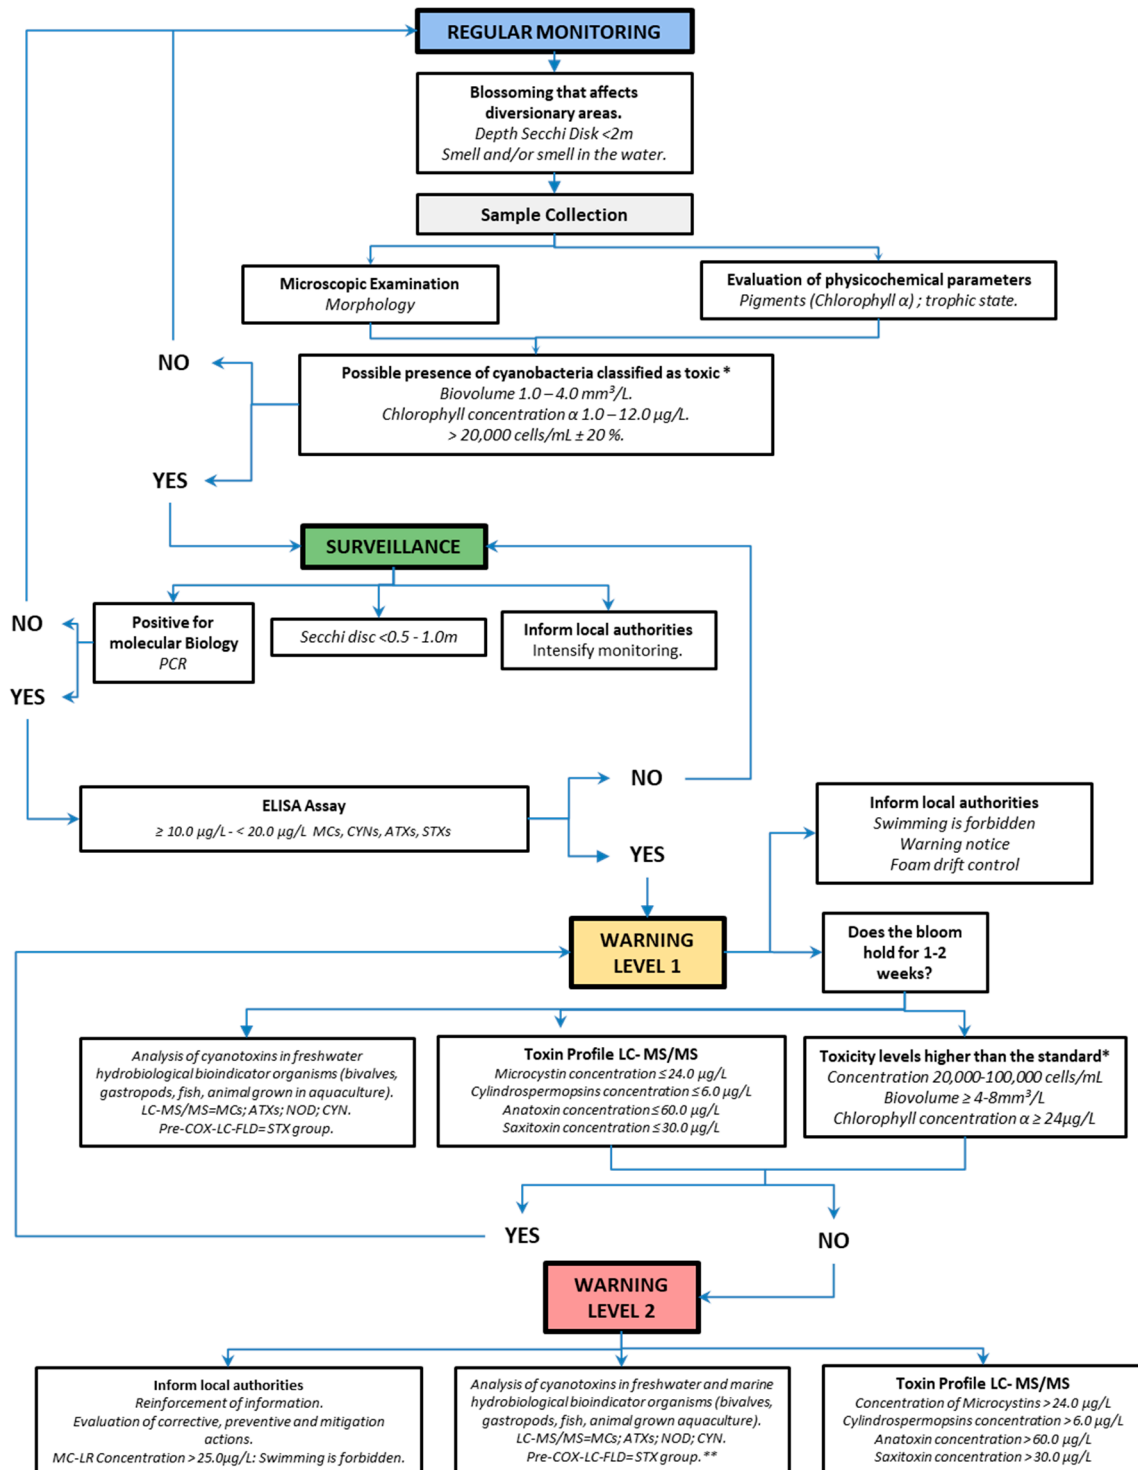 REGULAR MONITORING
Blossoming that affects
diversionary areas.
Depth Secchi Disk <2m
Smell and/or smell in the water.
Sample Collection
Microscopic Examination
Morphology
Evaluation of physicochemical parameters
Pigments (Chlorophyll α) ; trophic state.
NO
Possible presence of cyanobacteria classified as toxic *
Biovolume 1.0 – 4.0 mm³/L.
Chlorophyll concentration α 1.0 – 12.0 µg/L.
> 20,000 cells/mL ± 20 %.
YES
SURVEILLANCE
NO
Positive for
molecular Biology
PCR
Secchi disc <0.5 - 1.0m
Inform local authorities
Intensify monitoring.
YES
NO
ELISA Assay
≥ 10.0 µg/L - < 20.0 µg/L MCs, CYNs, ATXs, STXs
YES
Inform local authorities
Swimming is forbidden
Warning notice
Foam drift control
WARNING
LEVEL 1
Does the bloom
hold for 1-2
weeks?
Analysis of cyanotoxins in freshwater
hydrobiological bioindicator organisms (bivalves,
gastropods, fish, animal grown in aquaculture).
LC-MS/MS=MCs; ATXs; NOD; CYN.
Pre-COX-LC-FLD= STX group.
Toxin Profile LC- MS/MS
Microcystin concentration ≤ 24.0 µg/L
Cylindrospermopsins concentration ≤ 6.0 µg/L
Anatoxin concentration ≤ 60.0 µg/L
Saxitoxin concentration ≤ 30.0 µg/L
Toxicity levels higher than the standard*
Concentration 20,000-100,000 cells/mL
Biovolume ≥ 4-8mm³/L
Chlorophyll concentration α ≥ 24µg/L
YES
NO
WARNING
LEVEL 2
Inform local authorities
Reinforcement of information.
Evaluation of corrective, preventive and mitigation
actions.
MC-LR Concentration > 25.0µg/L: Swimming is forbidden.
Analysis of cyanotoxins in freshwater and marine
hydrobiological bioindicator organisms (bivalves,
gastropods, fish, animal grown aquaculture).
LC-MS/MS=MCs; ATXs; NOD; CYN.
Pre-COX-LC-FLD= STX group. **
Toxin Profile LC- MS/MS
Concentration of Microcystins > 24.0 µg/L
Cylindrospermopsins concentration > 6.0 µg/L
Anatoxin concentration > 60.0 µg/L
Saxitoxin concentration > 30.0 µg/L